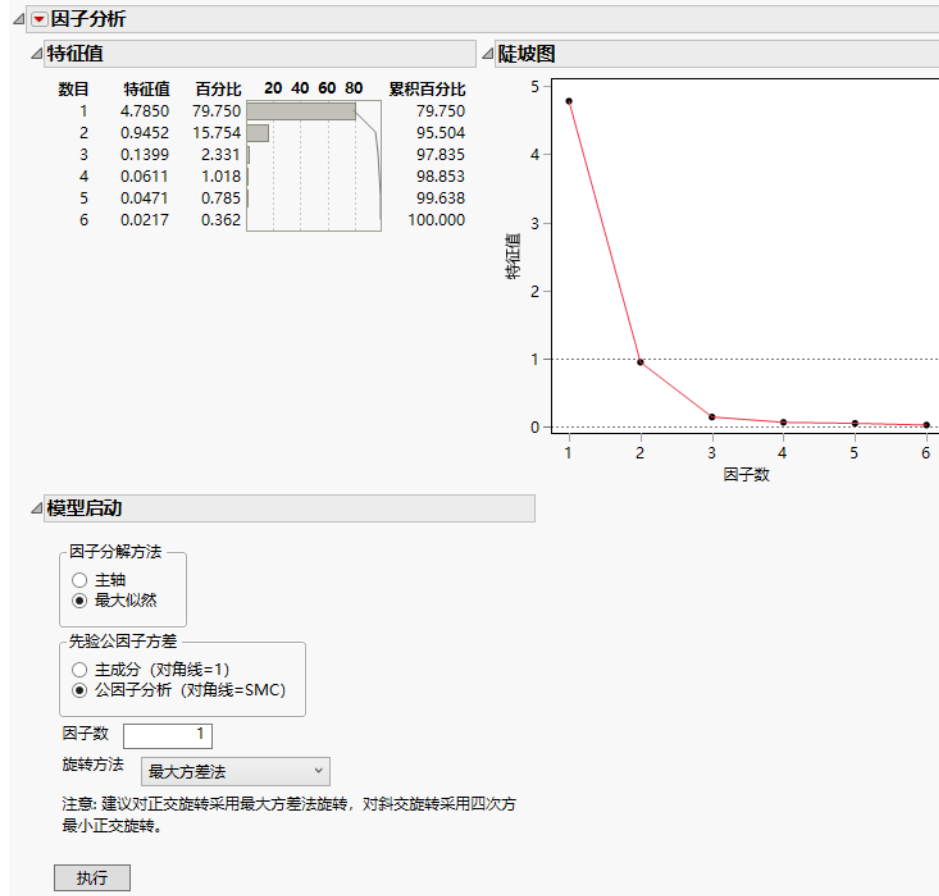 因子分析
特征值
数目 特征值 百分比 20 40 60 80 累积百分比
1 4.7850 79.750 79.750
2 0.9452 15.754 95.504
3 0.1399 2.331 97.835
4 0.0611 1.018 98.853
5 0.0471 0.785 99.638
6 0.0217 0.362 100.000
陡坡图
5
4
3
2
1
0
特征值
1 2 3 4 5 6
因子数
模型启动
因子分解方法
主轴
最大似然
先验公因子方差
主成分（对角线=1）
公因子分析（对角线=SMC）
因子数 1
旋转方法 最大方差法
注意: 建议对正交旋转采用最大方差法旋转，对斜交旋转采用四次方
最小正交旋转。
执行